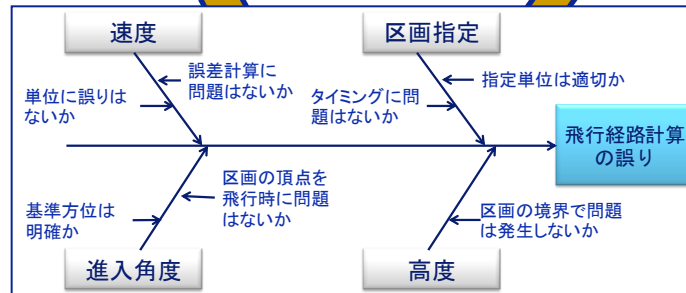 速度
区画指定
誤差計算に
問題はないか
指定単位は適切か
単位に誤りは
ないか
タイミングに問
題はないか
飛行経路計算
の誤り
区画の頂点を
飛行時に問題
はないか
基準方位は
明確か
区画の境界で問題
は発生しないか
進入角度
高度